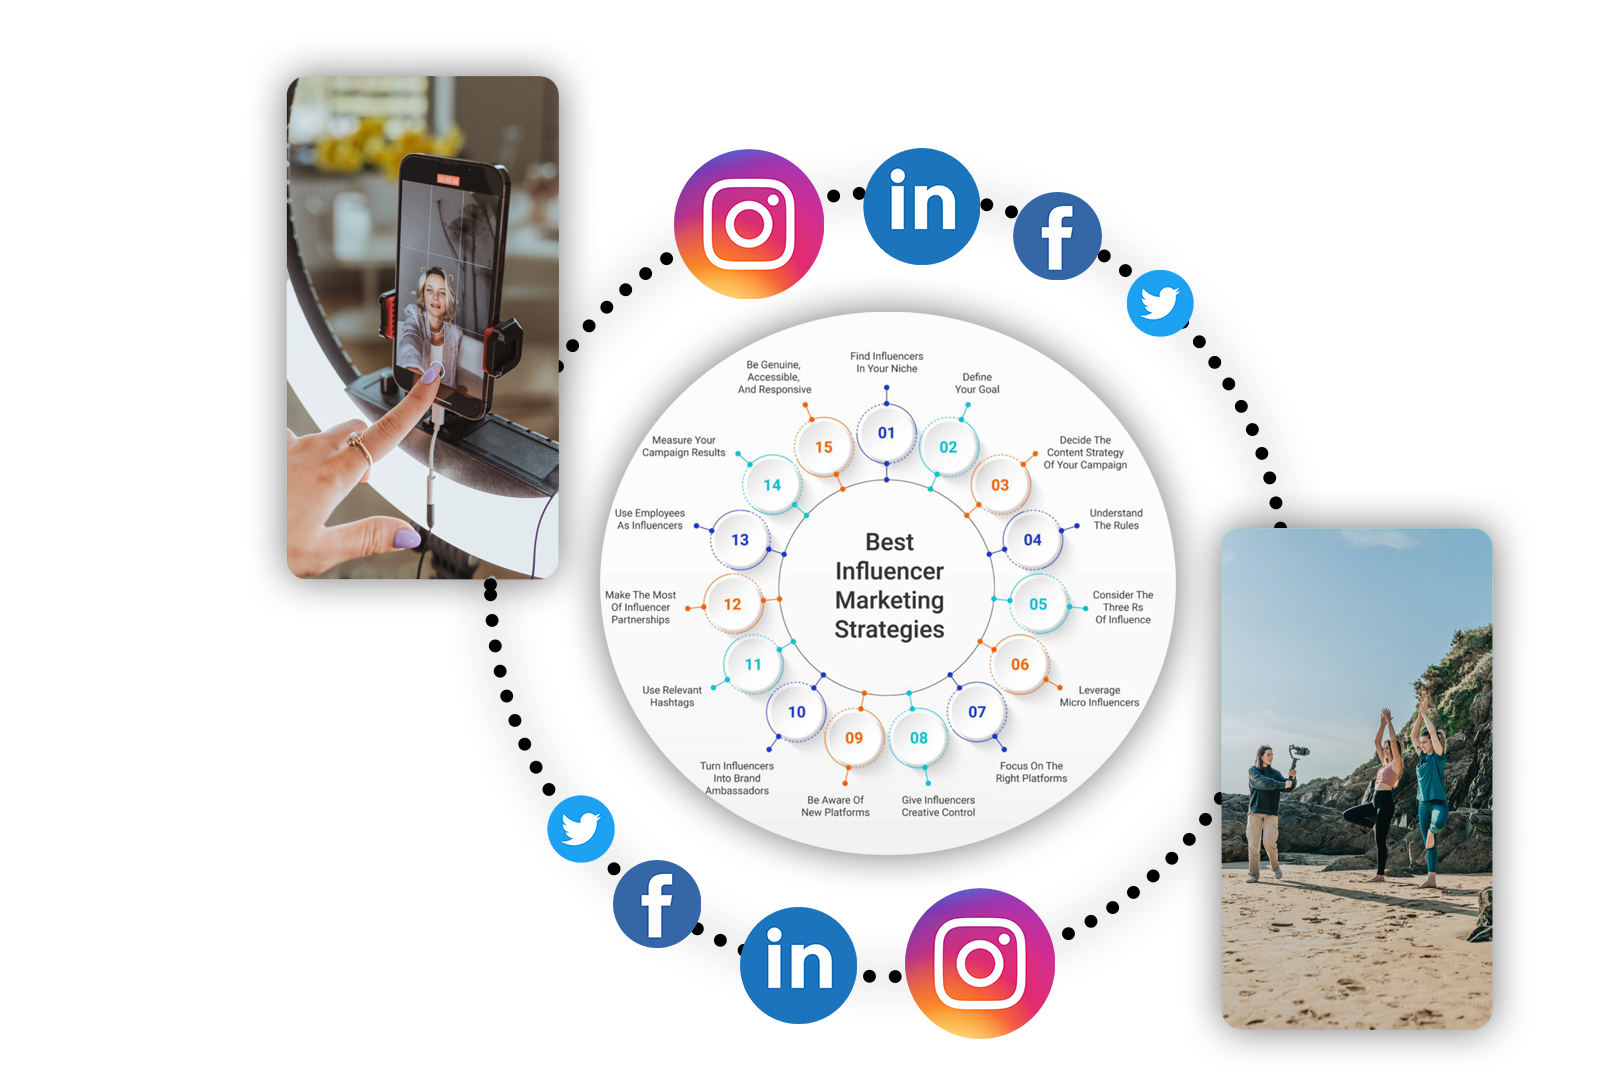 in
f
Best
Influencer
Marketing
Strategies
Find Influencers
In Your Niche
01
Define
Your Goal
02
Decide The
Content Strategy
Of Your Campaign
03
Understand
The Rules
04
Consider The
Three Rs
Of Influence
05
Leverage
Micro Influencers
06
Focus On The
Right Platforms
07
Give Influencers
Creative Control
08
Be Aware Of
New Platforms
09
Turn Influencers
Into Brand
Ambassadors
10
Use Relevant
Hashtags
11
Make The Most
Of Influencer
Partnerships
12
Use Employees
As Influencers
13
Measure Your
Campaign Results
14
Be Genuine,
Accessible,
And Responsive
15
f
in